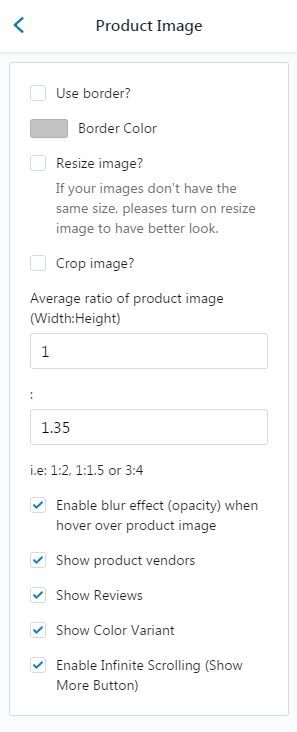 Product Image
Use border?
Border Color
Resize image?
If your images don't have the
same size, pleases turn on resize
image to have better look.
Crop image?
Average ratio of product image
(Width:Height)
1
:
1.35
i.e: 1:2, 1:1.5 or 3:4
Enable blur effect (opacity) when
hover over product image
Show product vendors
Show Reviews
Show Color Variant
Enable Infinite Scrolling (Show
More Button)